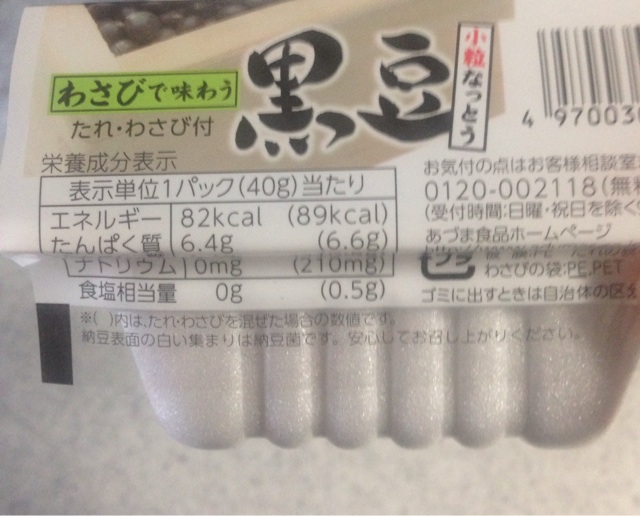 わさびで味わう
たれ・わさび付
黒豆
小粒なっとう
4 97003
栄養成分表示
表示単位1パック(40g)当たり
エネルギー 82kcal (89kcal)
たんぱく質 6.4g (6.6g)
ナトリウム 0mg (210mg)
食塩相当量 0g (0.5g)
※( )内は、たれ・わさびを混ぜた場合の数値です。
納豆表面の白い集まりは納豆菌です。安心してお召し上がりください。
お気付の点はお客様相談室
0120-002118(無
(受付時間:日曜・祝日を除く
あづま食品ホームページ
わさびの袋:PE,PET
ゴミに出すときは自治体の区